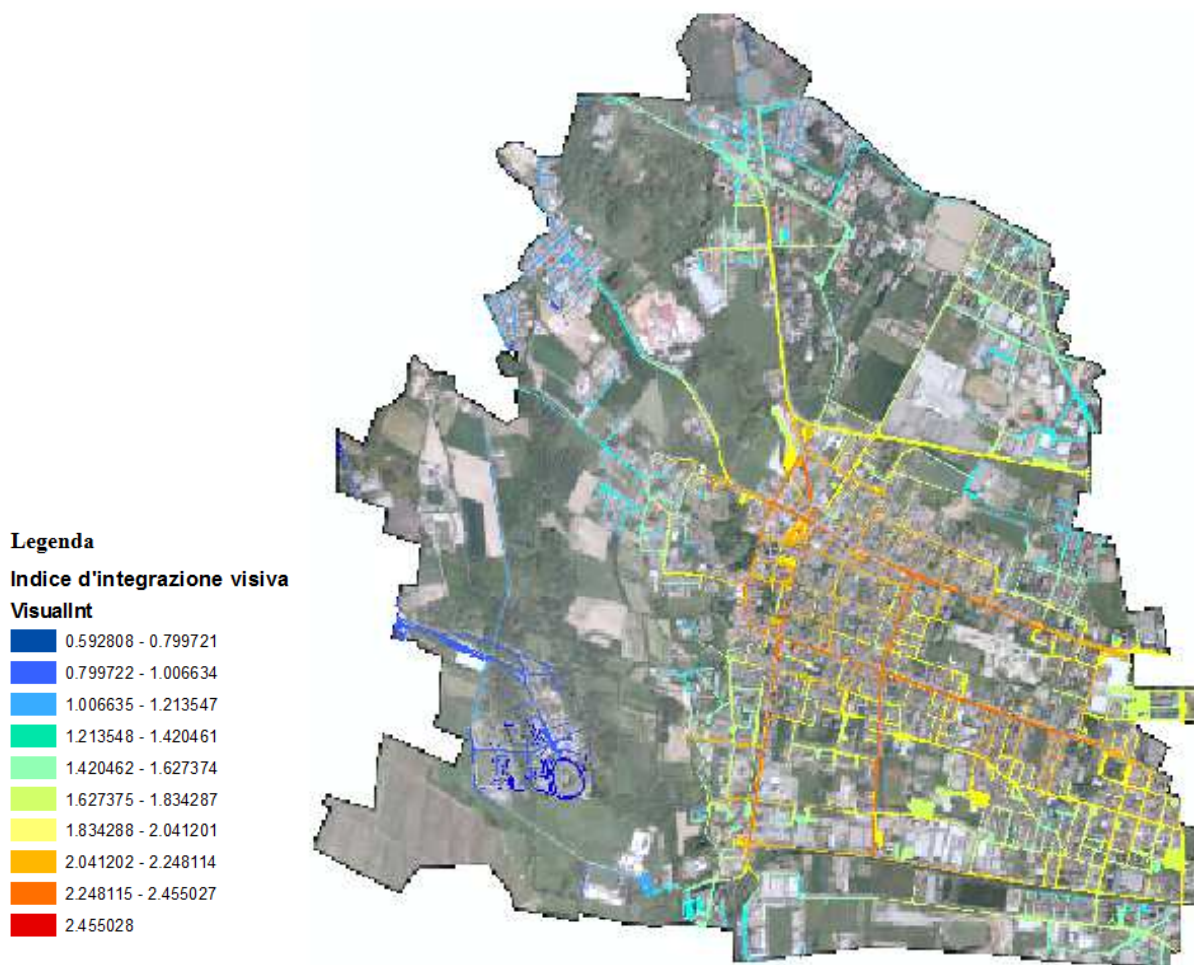 Legenda
Indice d'integrazione visiva
VisualInt
0.592808 - 0.799721
0.799722 - 1.006634
1.006635 - 1.213547
1.213548 - 1.420461
1.420462 - 1.627374
1.627375 - 1.834287
1.834288 - 2.041201
2.041202 - 2.248114
2.248115 - 2.455027
2.455028